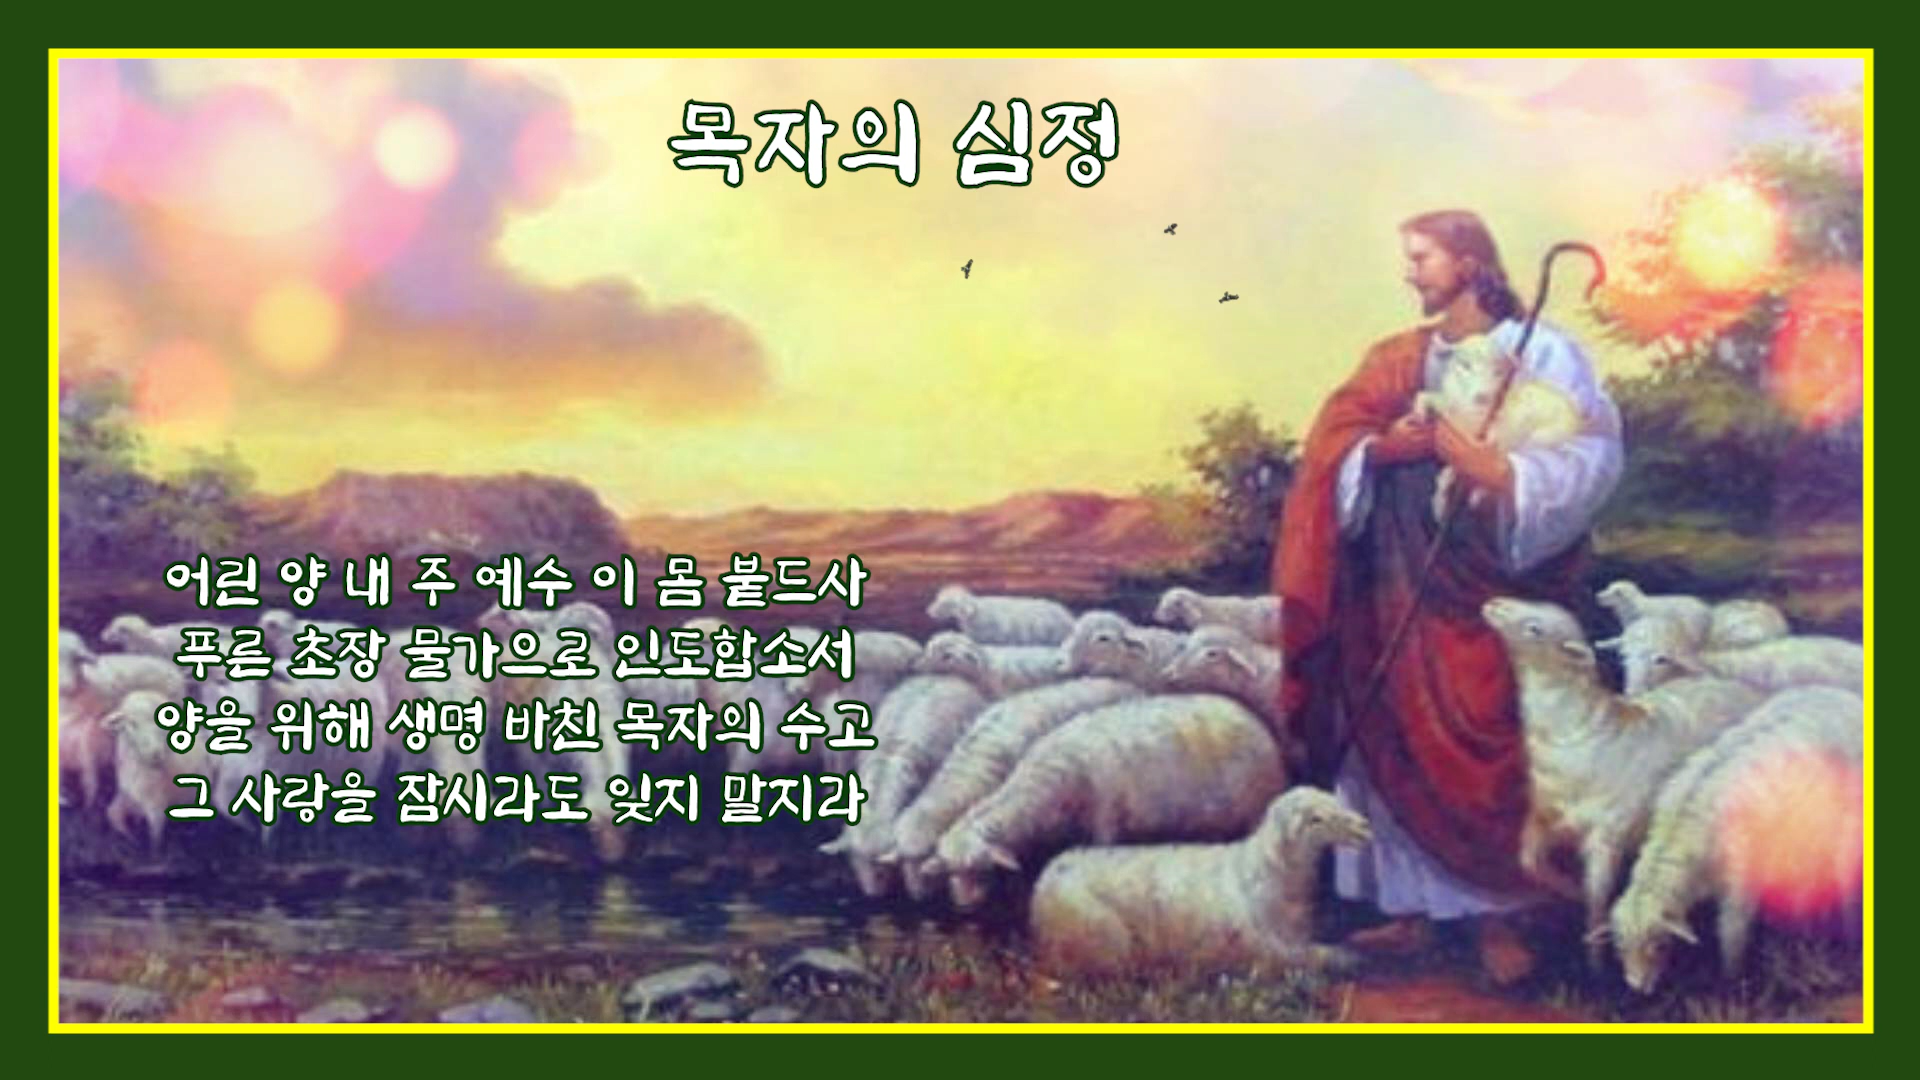 목자의 심정
어린 양 내 주 예수 이 몸 붙드사
푸른 초장 물가으로 인도합소서
양을 위해 생명 바친 목자의 수고
그 사랑을 잠시라도 잊지 말지라